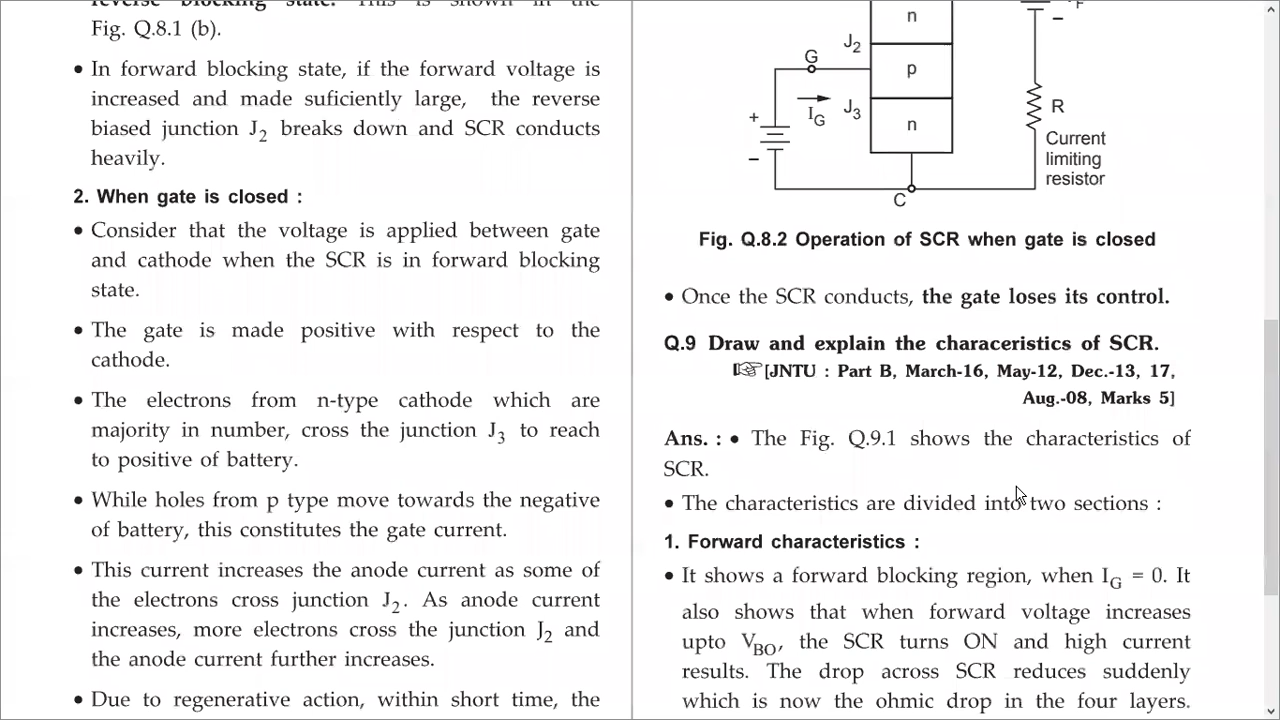 reverse blocking state. This is shown in the
Fig. Q.8.1 (b).
• In forward blocking state, if the forward voltage is
increased and made suficiently large, the reverse
biased junction J2 breaks down and SCR conducts
heavily.
2. When gate is closed :
• Consider that the voltage is applied between gate
and cathode when the SCR is in forward blocking
state.
• The gate is made positive with respect to the
cathode.
• The electrons from n-type cathode which are
majority in number, cross the junction J3 to reach
to positive of battery.
• While holes from p type move towards the negative
of battery, this constitutes the gate current.
• This current increases the anode current as some of
the electrons cross junction J2. As anode current
increases, more electrons cross the junction J2 and
the anode current further increases.
• Due to regenerative action, within short time, the
n
J2
G
p
+
IG
J3
n
R
−
−
Current
limiting
resistor
C
Fig. Q.8.2 Operation of SCR when gate is closed
• Once the SCR conducts, the gate loses its control.
Q.9 Draw and explain the characeristics of SCR.
☞[JNTU : Part B, March-16, May-12, Dec.-13, 17,
Aug.-08, Marks 5]
Ans. : • The Fig. Q.9.1 shows the characteristics of
SCR.
• The characteristics are divided into two sections :
1. Forward characteristics :
• It shows a forward blocking region, when IG = 0. It
also shows that when forward voltage increases
upto VBO, the SCR turns ON and high current
results. The drop across SCR reduces suddenly
which is now the ohmic drop in the four layers.